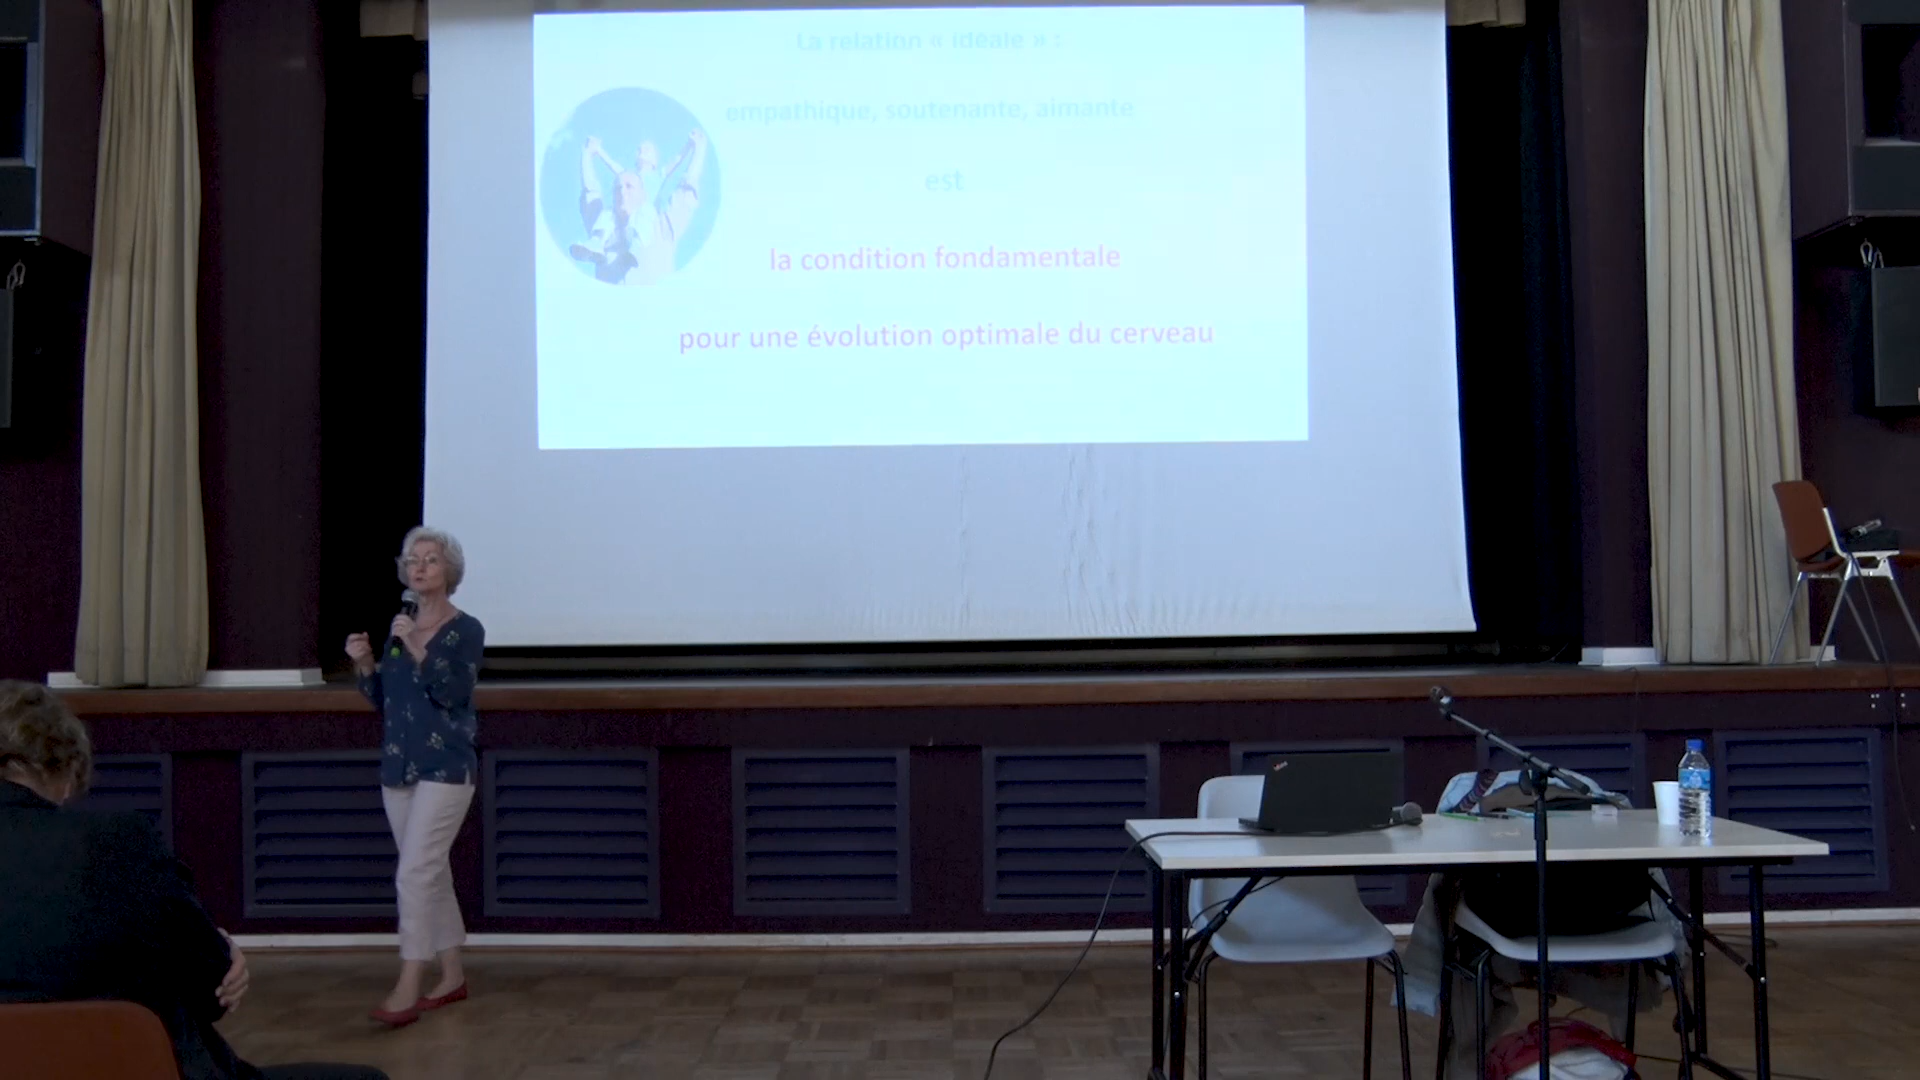 La relation « idéale » :
empathique, soutenante, aimante
est
la condition fondamentale
pour une évolution optimale du cerveau